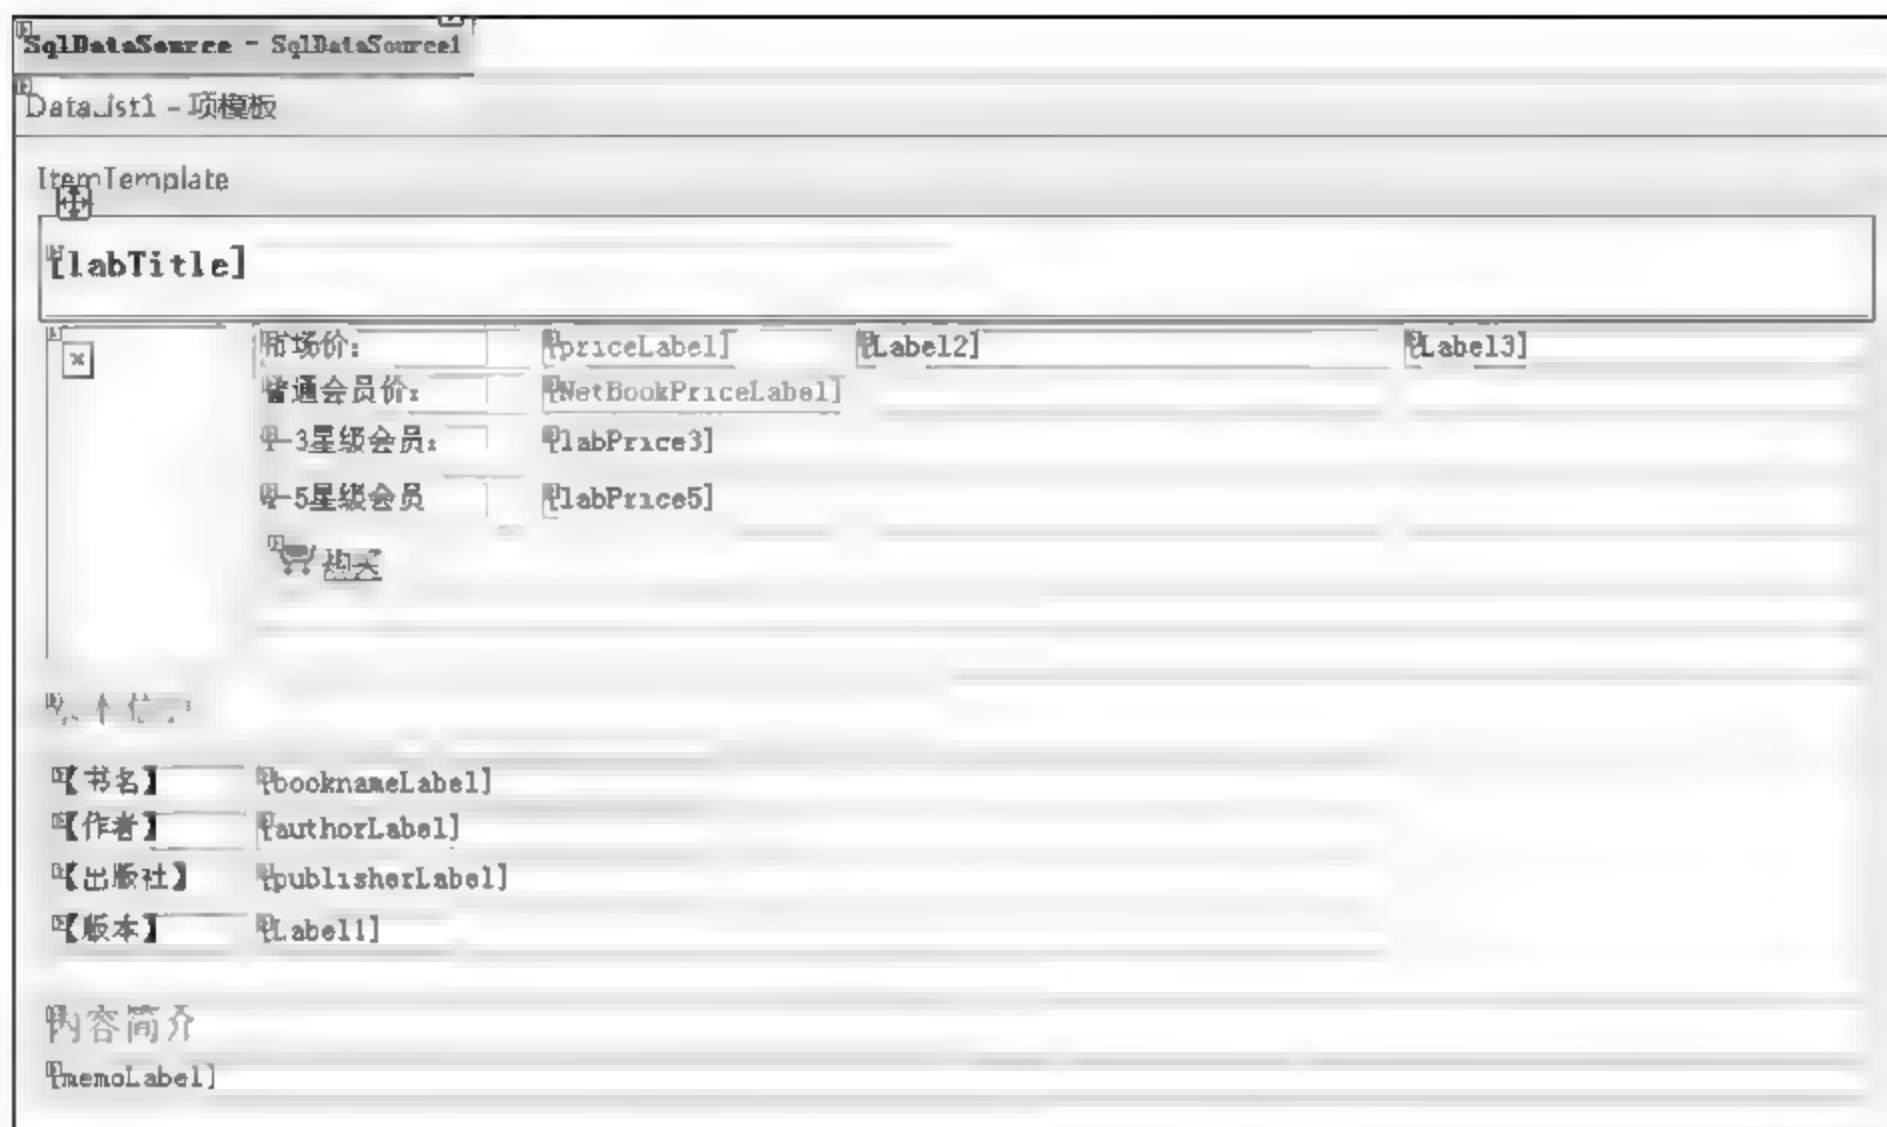 SqlDataSource - SqlDataSource1
DataList1 - 项模板
ItemTemplate
[labTitle]
市场价: [priceLabel] [Label2] [Label3]
普通会员价: [NetBookPriceLabel]
-3星级会员: [labPrice3]
-5星级会员 [labPrice5]
购买
【书名】 [booknameLabel]
【作者】 [authorLabel]
【出版社】 [publisherLabel]
【版本】 [Label1]
内容简介
[memoLabel]